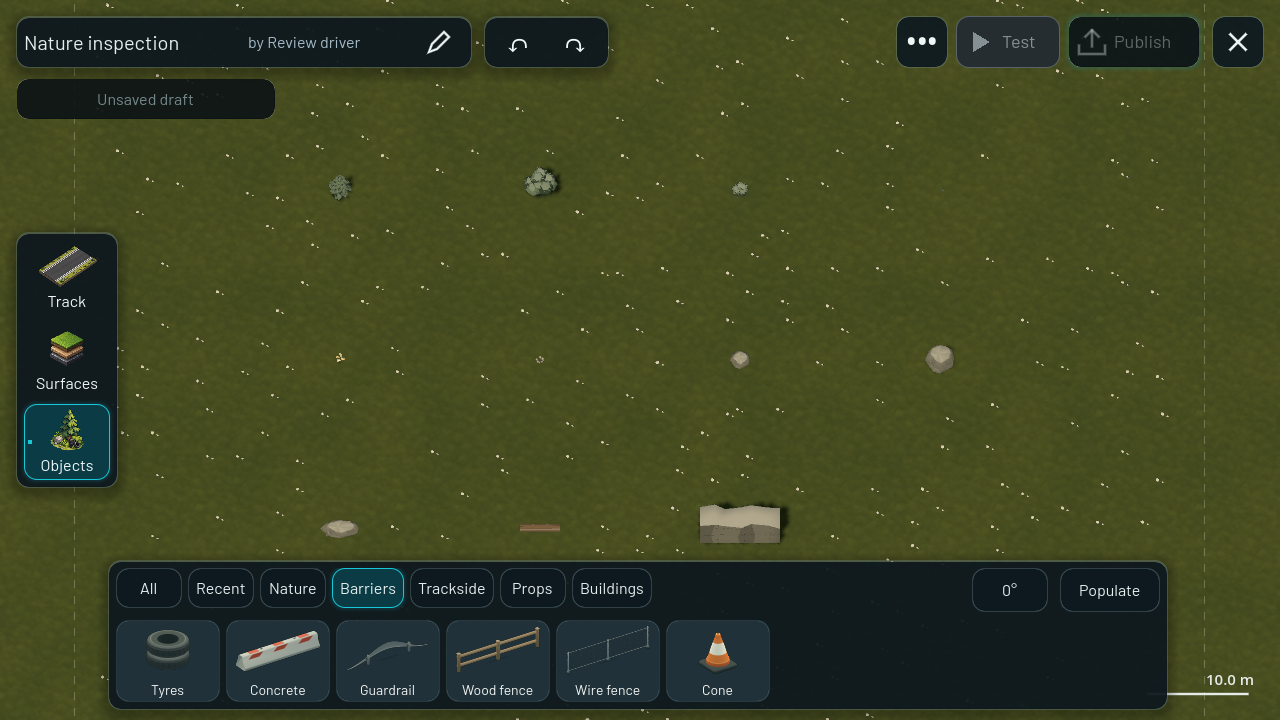 Nature inspection by Review driver
Test
Publish
Unsaved draft
Track
Surfaces
Objects
All Recent Nature Barriers Trackside Props Buildings 0° Populate
Tyres Concrete Guardrail Wood fence Wire fence Cone
10.0 m